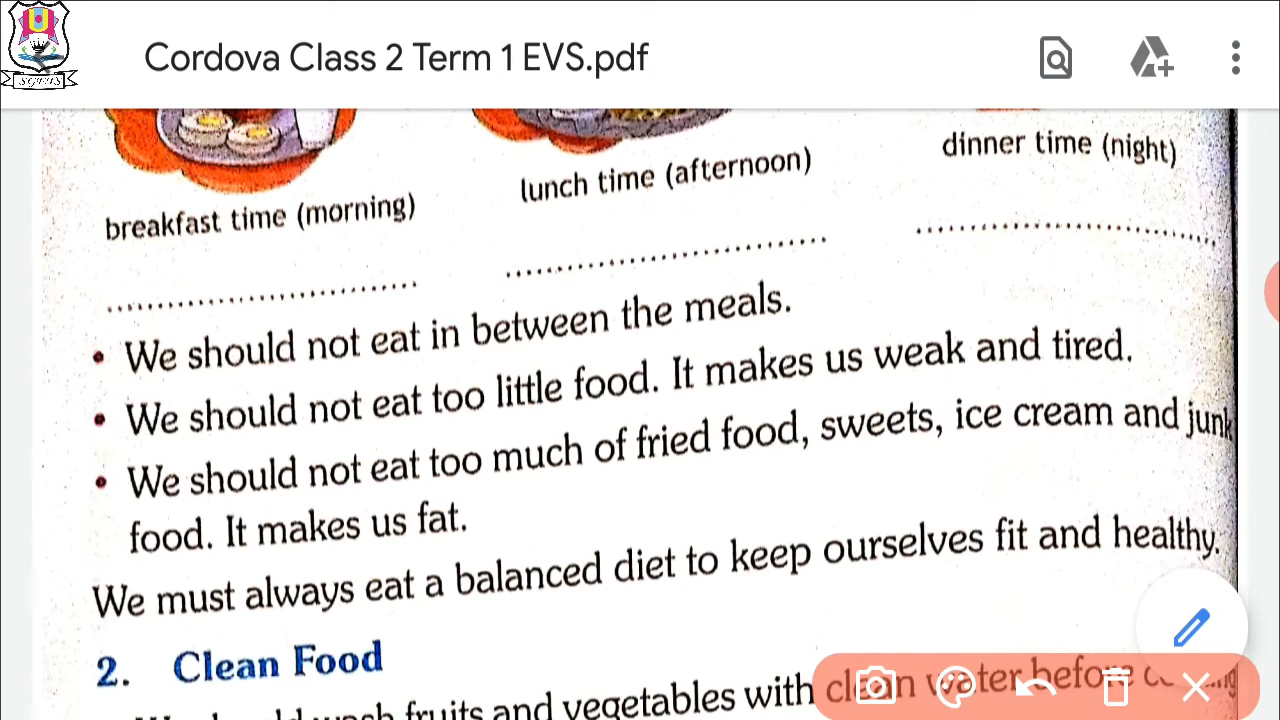 Cordova Class 2 Term 1 EVS.pdf
breakfast time (morning)
lunch time (afternoon)
dinner time (night)
• We should not eat in between the meals.
• We should not eat too little food. It makes us weak and tired.
• We should not eat too much of fried food, sweets, ice cream and junk
food. It makes us fat.
We must always eat a balanced diet to keep ourselves fit and healthy.
2. Clean Food
fruits and vegetables with clean water before